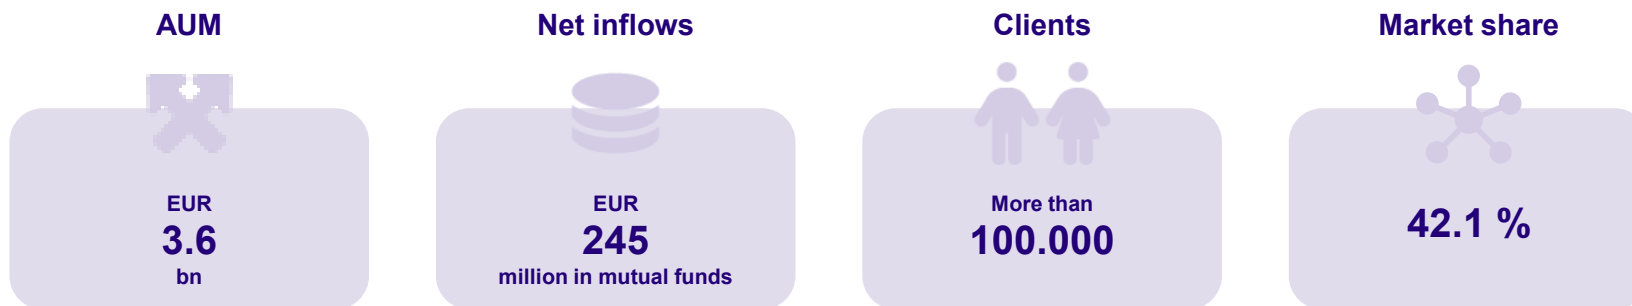 AUM
EUR
3.6
bn
Net inflows
EUR
245
million in mutual funds
Clients
More than
100.000
Market share
42.1 %